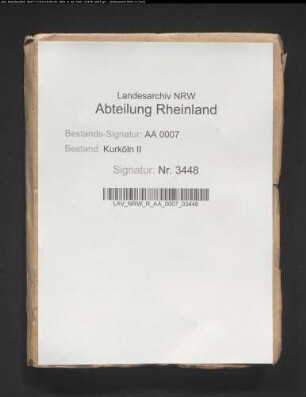 Landesarchiv NRW
Abteilung Rheinland
Bestands-Signatur: AA 0007
Bestand: Kurköln II
Signatur: Nr. 3448
LAV_NRW_R_AA_0007_03448